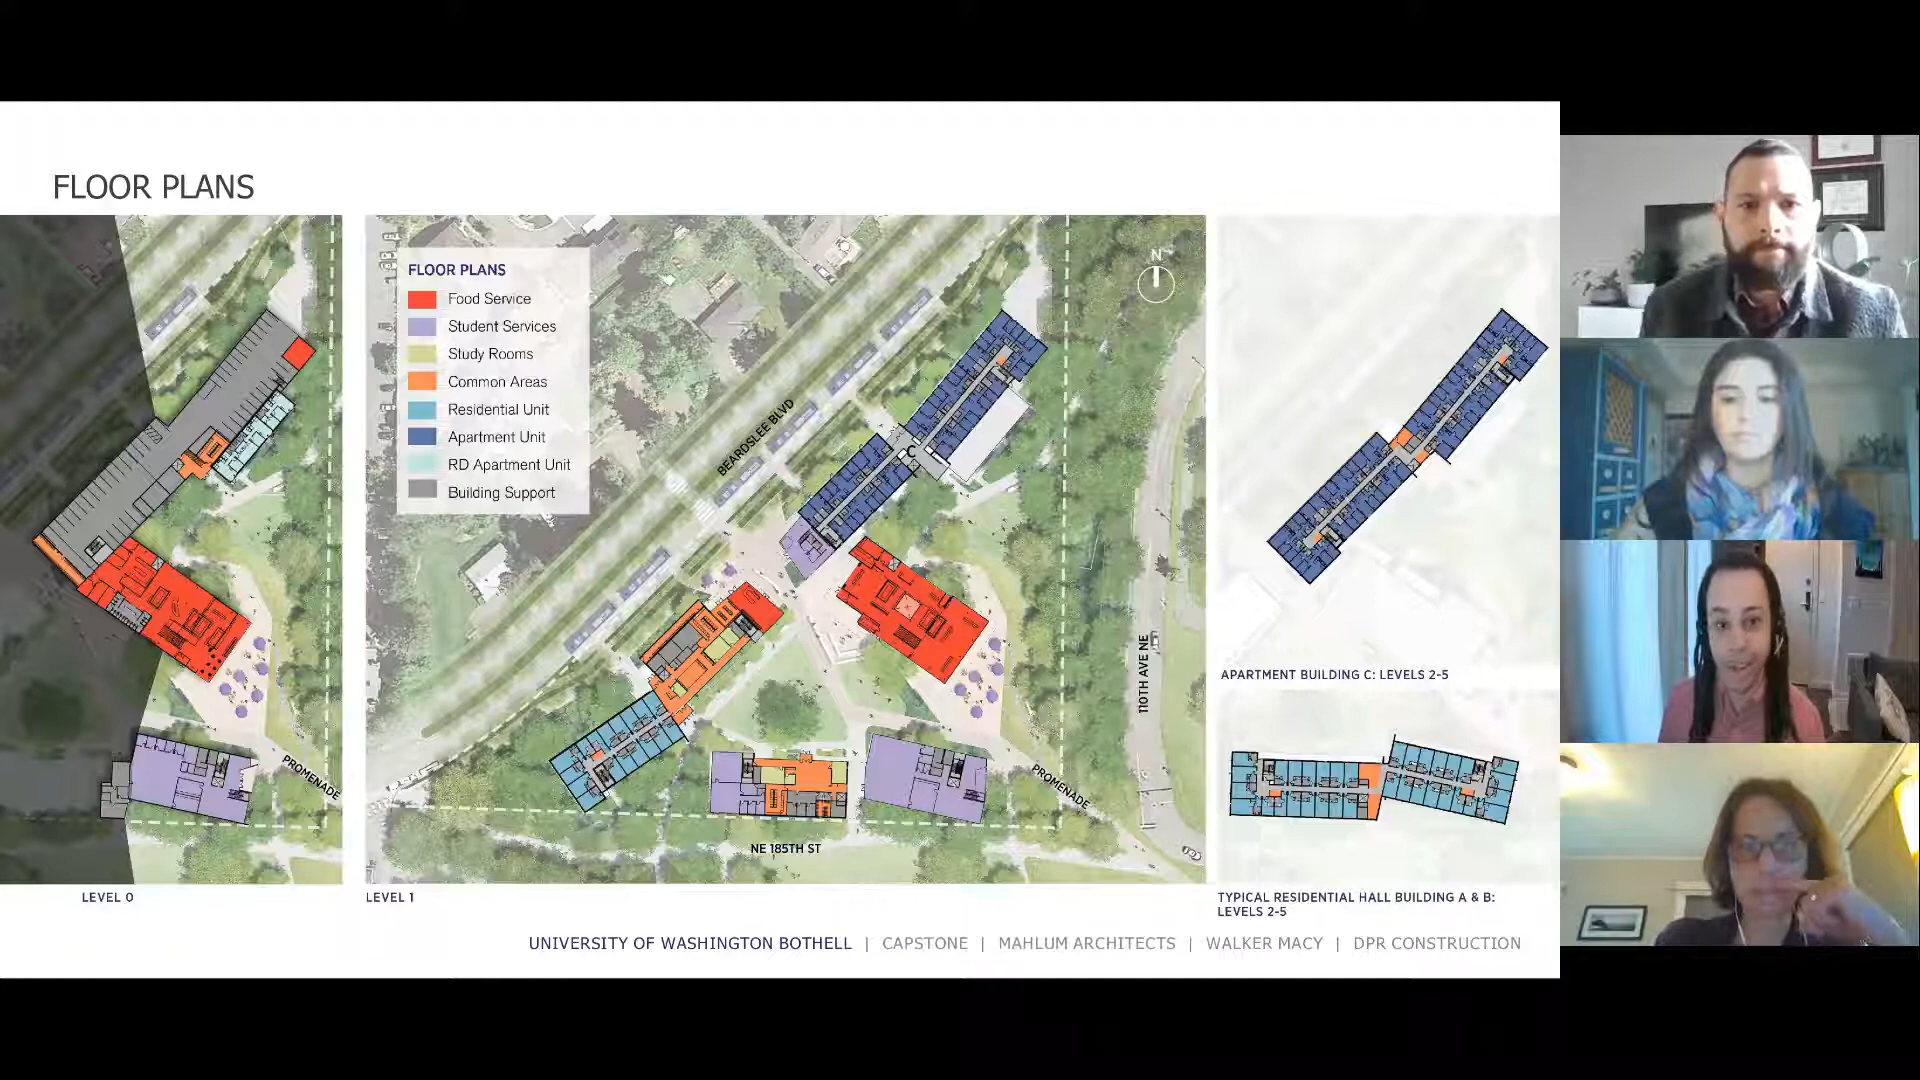 FLOOR PLANS
FLOOR PLANS
Food Service
Student Services
Study Rooms
Common Areas
Residential Unit
Apartment Unit
RD Apartment Unit
Building Support
N
BEARDSLEE BLVD
C
110TH AVE NE
PROMENADE
PROMENADE
NE 185TH ST
APARTMENT BUILDING C: LEVELS 2-5
LEVEL 0
LEVEL 1
TYPICAL RESIDENTIAL HALL BUILDING A & B:
LEVELS 2-5
UNIVERSITY OF WASHINGTON BOTHELL | CAPSTONE | MAHLUM ARCHITECTS | WALKER MACY | DPR CONSTRUCTION